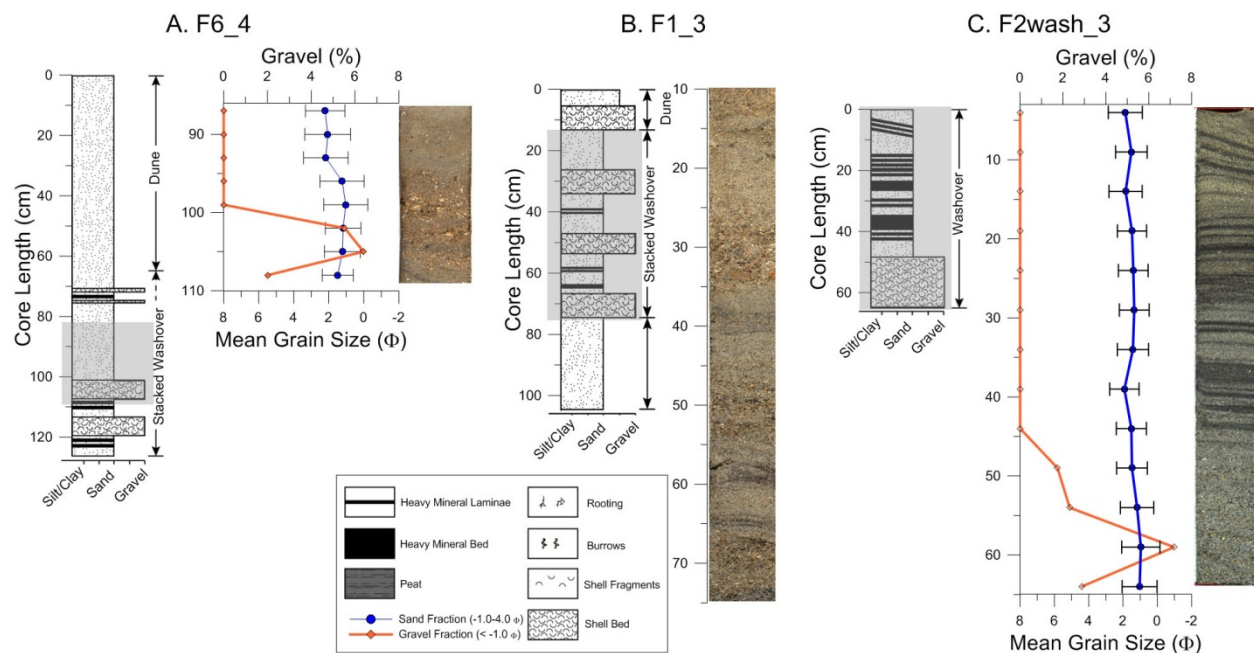 A. F6_4
Gravel (%)
0 2 4 6 8
0
20
40
60
80
100
120
Core Length (cm)
Dune
Stacked Washover
Silt/Clay
Sand
Gravel
90
100
110
8 6 4 2 0 -2
Mean Grain Size (Φ)
B. F1_3
0
20
40
60
80
100
Core Length (cm)
Dune
Stacked Washover
Silt/Clay
Sand
Gravel
10
20
30
40
50
60
70
C. F2wash_3
Gravel (%)
0 2 4 6 8
0
20
40
60
Core Length (cm)
Washover
Silt/Clay
Sand
Gravel
10
20
30
40
50
60
8 6 4 2 0 -2
Mean Grain Size (Φ)
Heavy Mineral Laminae
Heavy Mineral Bed
Peat
Sand Fraction (-1.0-4.0 Φ)
Gravel Fraction (< -1.0 Φ)
Rooting
Burrows
Shell Fragments
Shell Bed